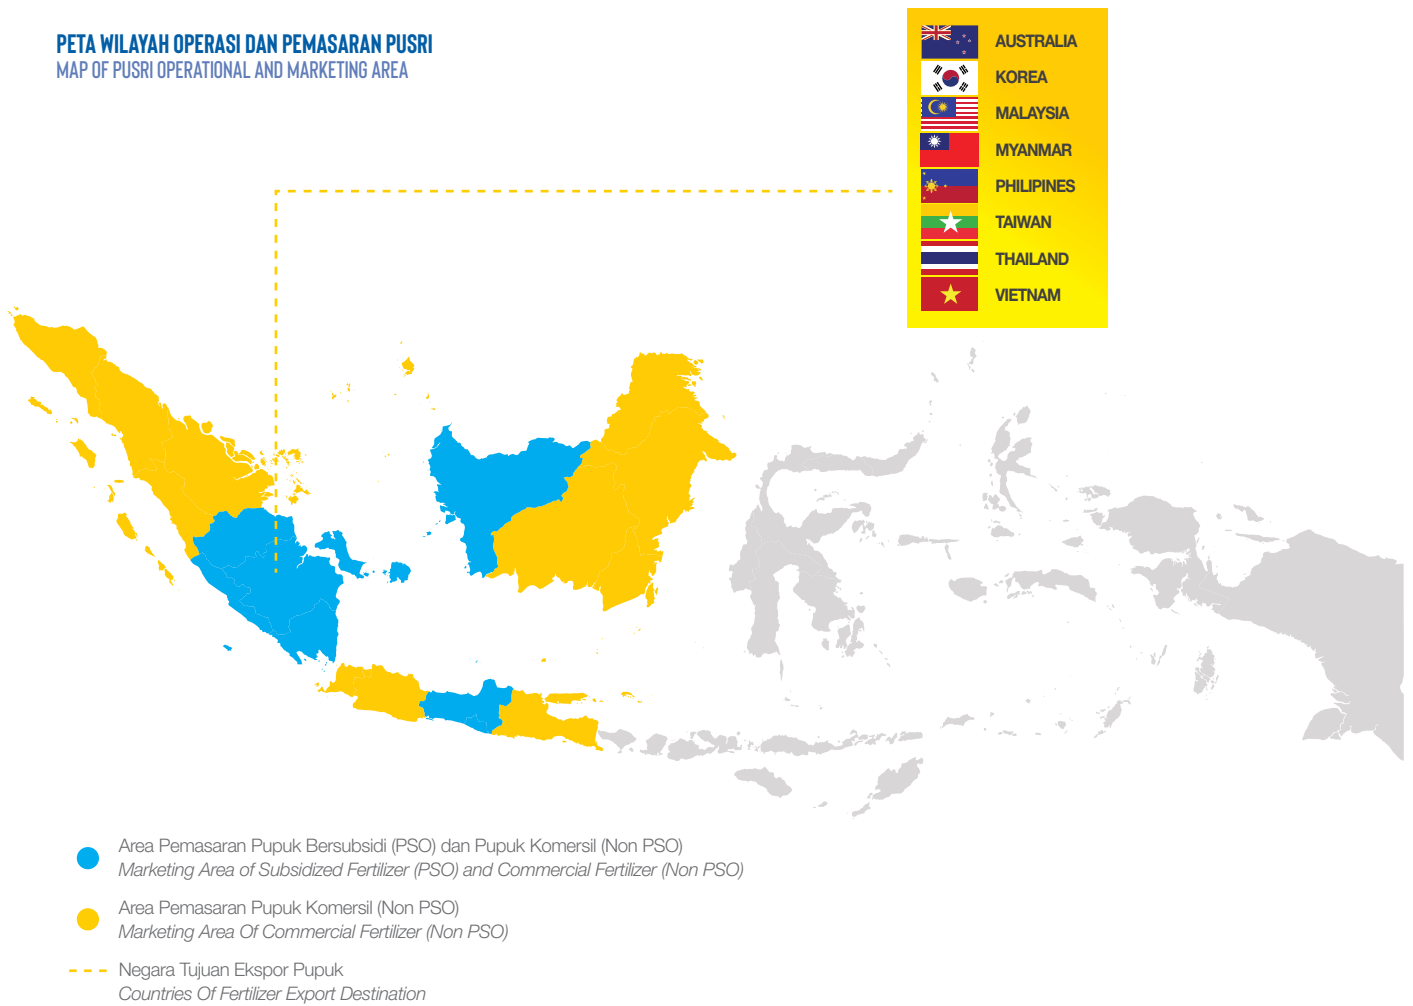 PETA WILAYAH OPERASI DAN PEMASARAN PUSRI
MAP OF PUSRI OPERATIONAL AND MARKETING AREA
AUSTRALIA
KOREA
MALAYSIA
MYANMAR
PHILIPINES
TAIWAN
THAILAND
VIETNAM
Area Pemasaran Pupuk Bersubsidi (PSO) dan Pupuk Komersil (Non PSO)
Marketing Area of Subsidized Fertilizer (PSO) and Commercial Fertilizer (Non PSO)
Area Pemasaran Pupuk Komersil (Non PSO)
Marketing Area Of Commercial Fertilizer (Non PSO)
Negara Tujuan Ekspor Pupuk
Countries Of Fertilizer Export Destination